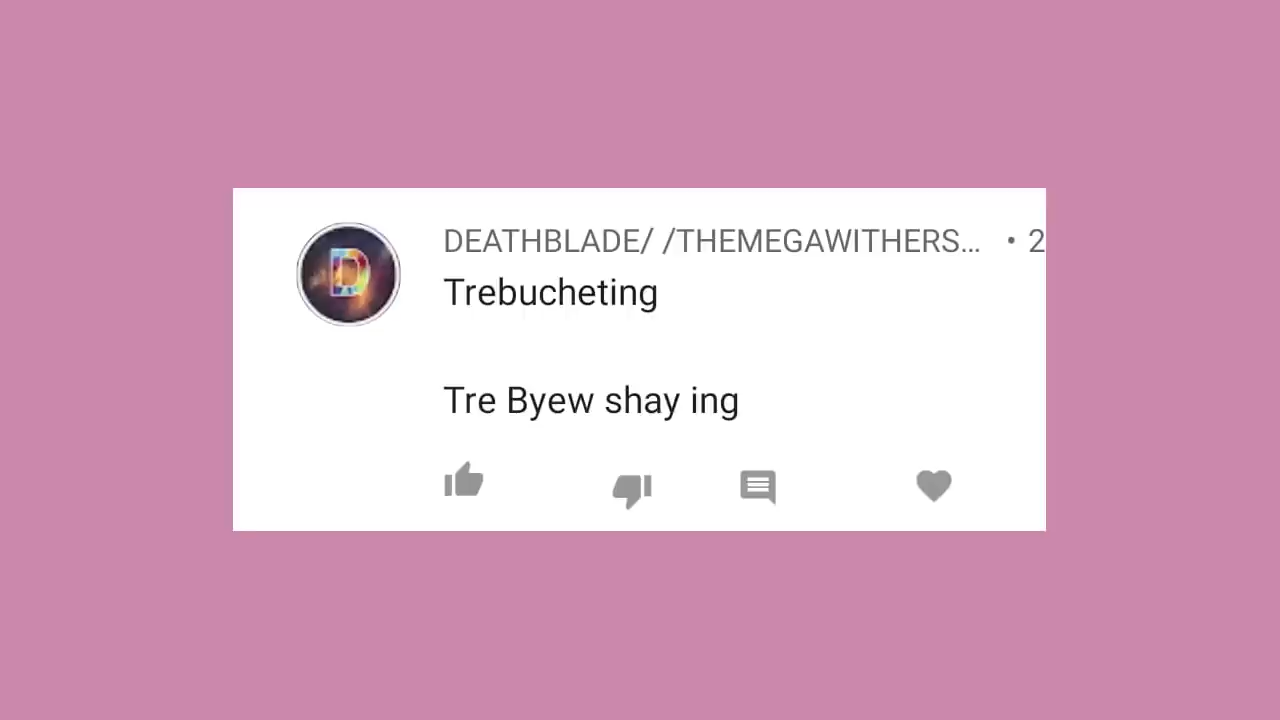 D
DEATHBLADE/ /THEMEGAWITHERS... • 2
Trebucheting
Tre Byew shay ing